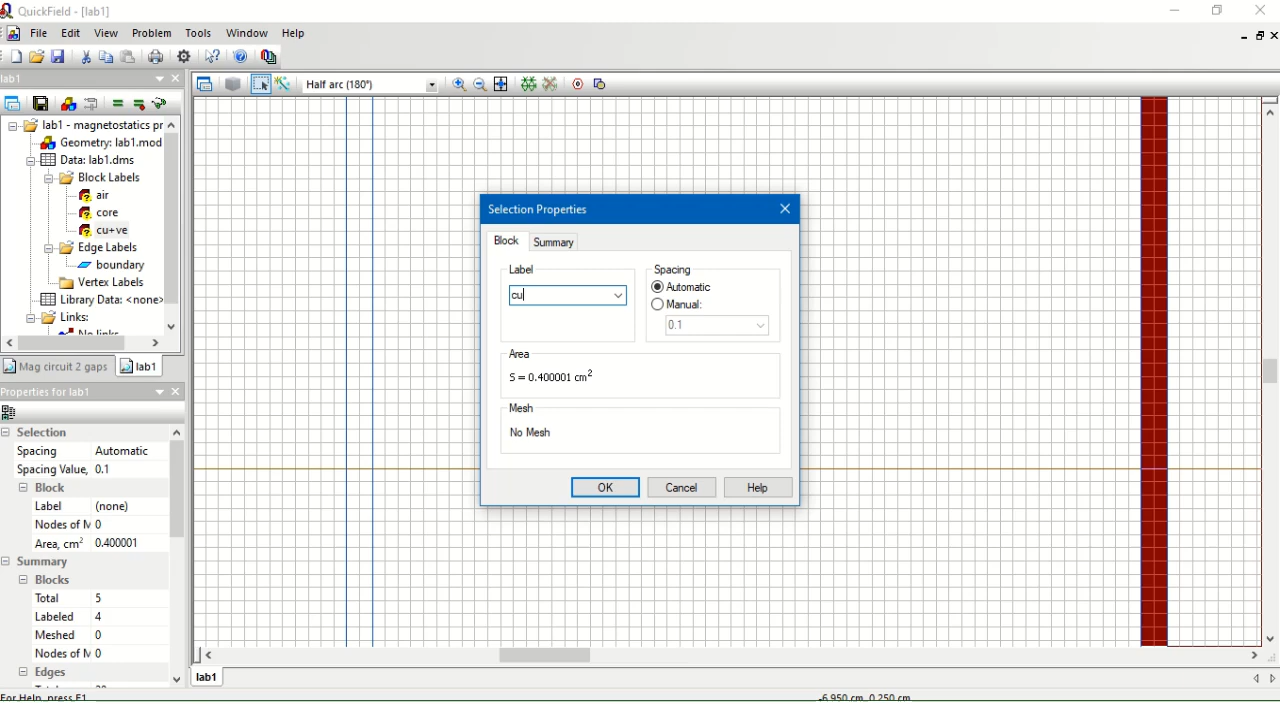 QuickField - [lab1]
File Edit View Problem Tools Window Help
lab1
Half arc (180°)
lab1 - magnetostatics pr
Geometry: lab1.mod
Data: lab1.dms
Block Labels
air
core
cu+ve
Edge Labels
boundary
Vertex Labels
Library Data: <none>
Links:
No links
Mag circuit 2 gaps lab1
Properties for lab1
Selection
Spacing Automatic
Spacing Value, 0.1
Block
Label (none)
Nodes of M 0
Area, cm² 0.400001
Summary
Blocks
Total 5
Labeled 4
Meshed 0
Nodes of M 0
Edges
Selection Properties
Block Summary
Label
cu
Spacing
Automatic
Manual:
0.1
Area
S = 0.400001 cm²
Mesh
No Mesh
OK Cancel Help
lab1
For Help, press F1
-6.950 cm, 0.250 cm